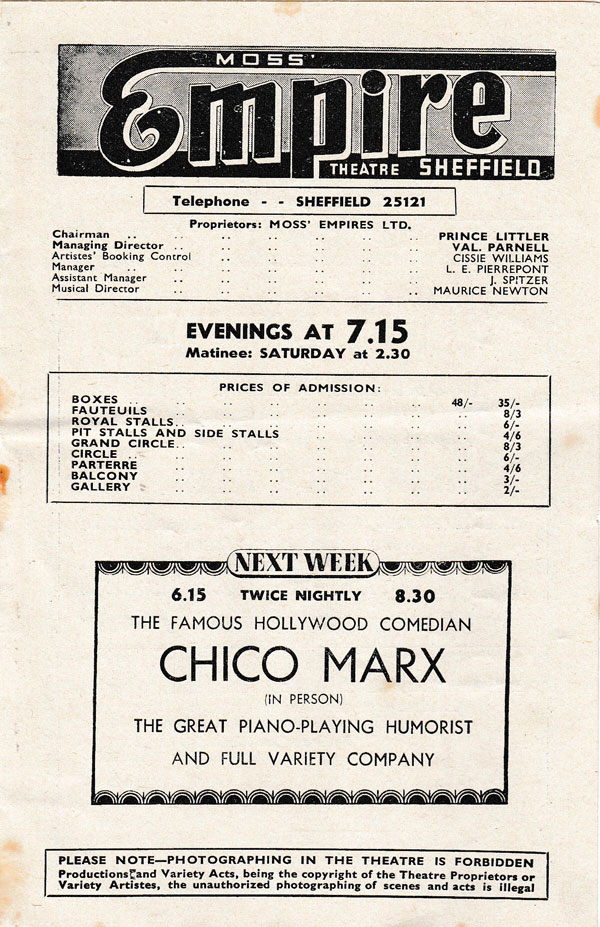 MOSS'
Empire
THEATRE SHEFFIELD
Telephone - - SHEFFIELD 25121
Proprietors: MOSS' EMPIRES LTD.
Chairman .. .. .. .. .. .. .. PRINCE LITTLER
Managing Director .. .. .. .. .. .. .. VAL. PARNELL
Artistes' Booking Control .. .. .. .. .. .. CISSIE WILLIAMS
Manager .. .. .. .. .. .. .. L. E. PIERREPONT
Assistant Manager .. .. .. .. .. .. .. J. SPITZER
Musical Director .. .. .. .. .. .. MAURICE NEWTON
EVENINGS AT 7.15
Matinee: SATURDAY at 2.30
PRICES OF ADMISSION:
BOXES .. .. .. .. .. .. 48/- 35/-
FAUTEUILS .. .. .. .. .. .. .. 8/3
ROYAL STALLS.. .. .. .. .. .. .. 6/-
PIT STALLS AND SIDE STALLS .. .. .. .. .. 4/6
GRAND CIRCLE.. .. .. .. .. .. .. 8/3
CIRCLE .. .. .. .. .. .. .. 6/-
PARTERRE .. .. .. .. .. .. .. 4/6
BALCONY .. .. .. .. .. .. .. 3/-
GALLERY .. .. .. .. .. .. .. 2/-
NEXT WEEK
6.15 TWICE NIGHTLY 8.30
THE FAMOUS HOLLYWOOD COMEDIAN
CHICO MARX
(IN PERSON)
THE GREAT PIANO-PLAYING HUMORIST
AND FULL VARIETY COMPANY
PLEASE NOTE—PHOTOGRAPHING IN THE THEATRE IS FORBIDDEN
Productions and Variety Acts, being the copyright of the Theatre Proprietors or
Variety Artistes, the unauthorized photographing of scenes and acts is illegal